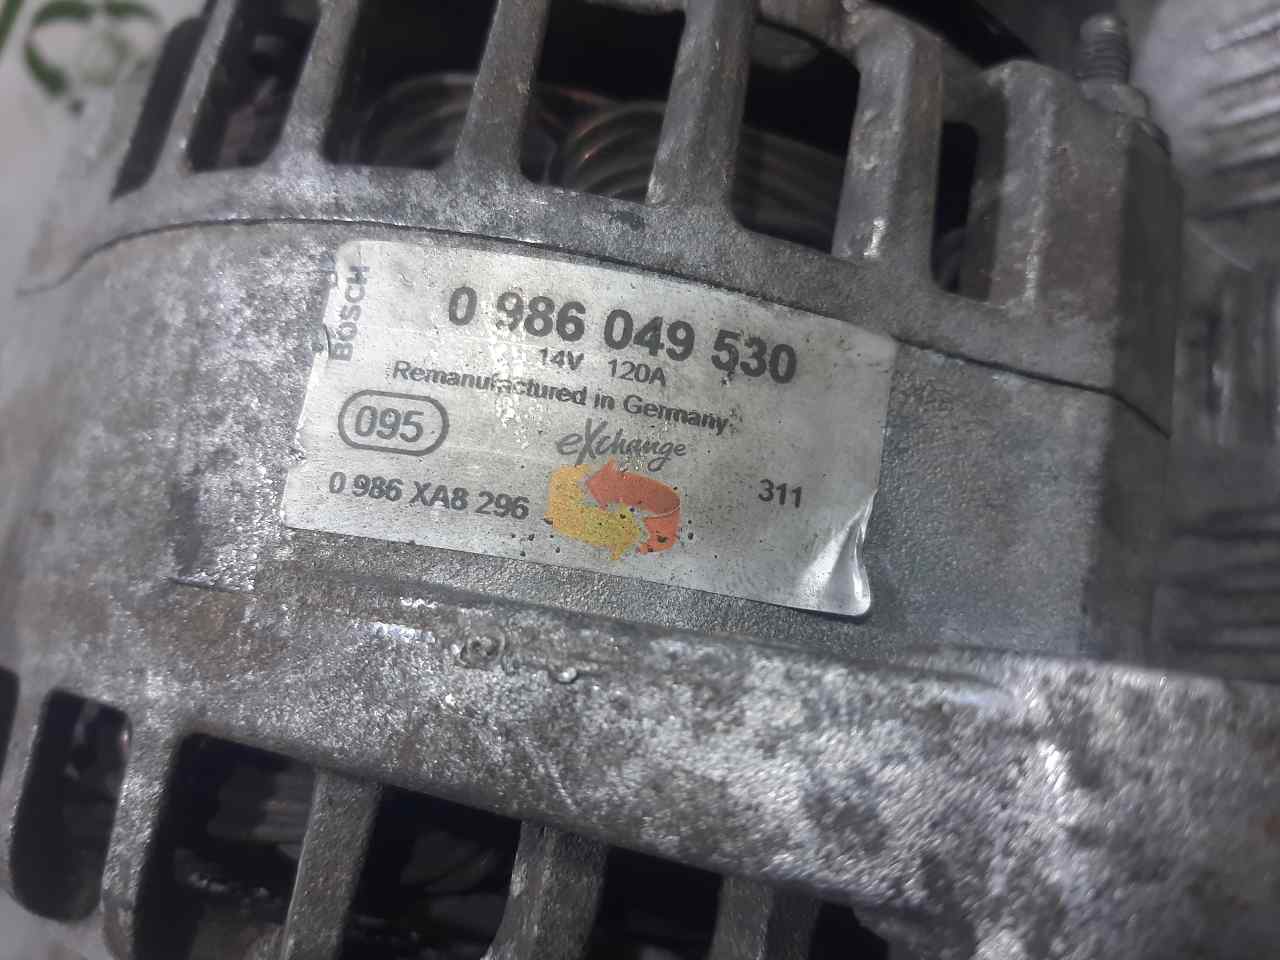 BOSCH
0 986 049 530
14V 120A
Remanufactured in Germany
095
eXchange
0 986 XA8 296
311